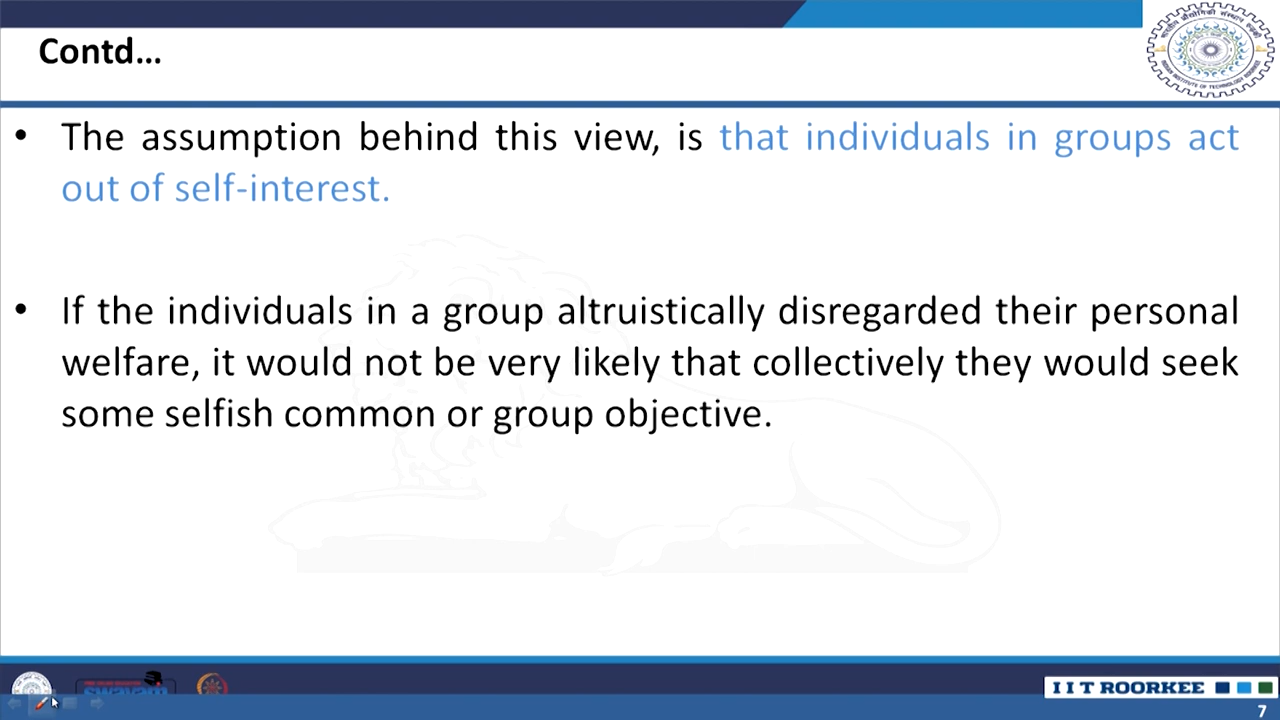 Contd...
• The assumption behind this view, is that individuals in groups act
out of self-interest.
• If the individuals in a group altruistically disregarded their personal
welfare, it would not be very likely that collectively they would seek
some selfish common or group objective.
swayam
IIT ROORKEE
7